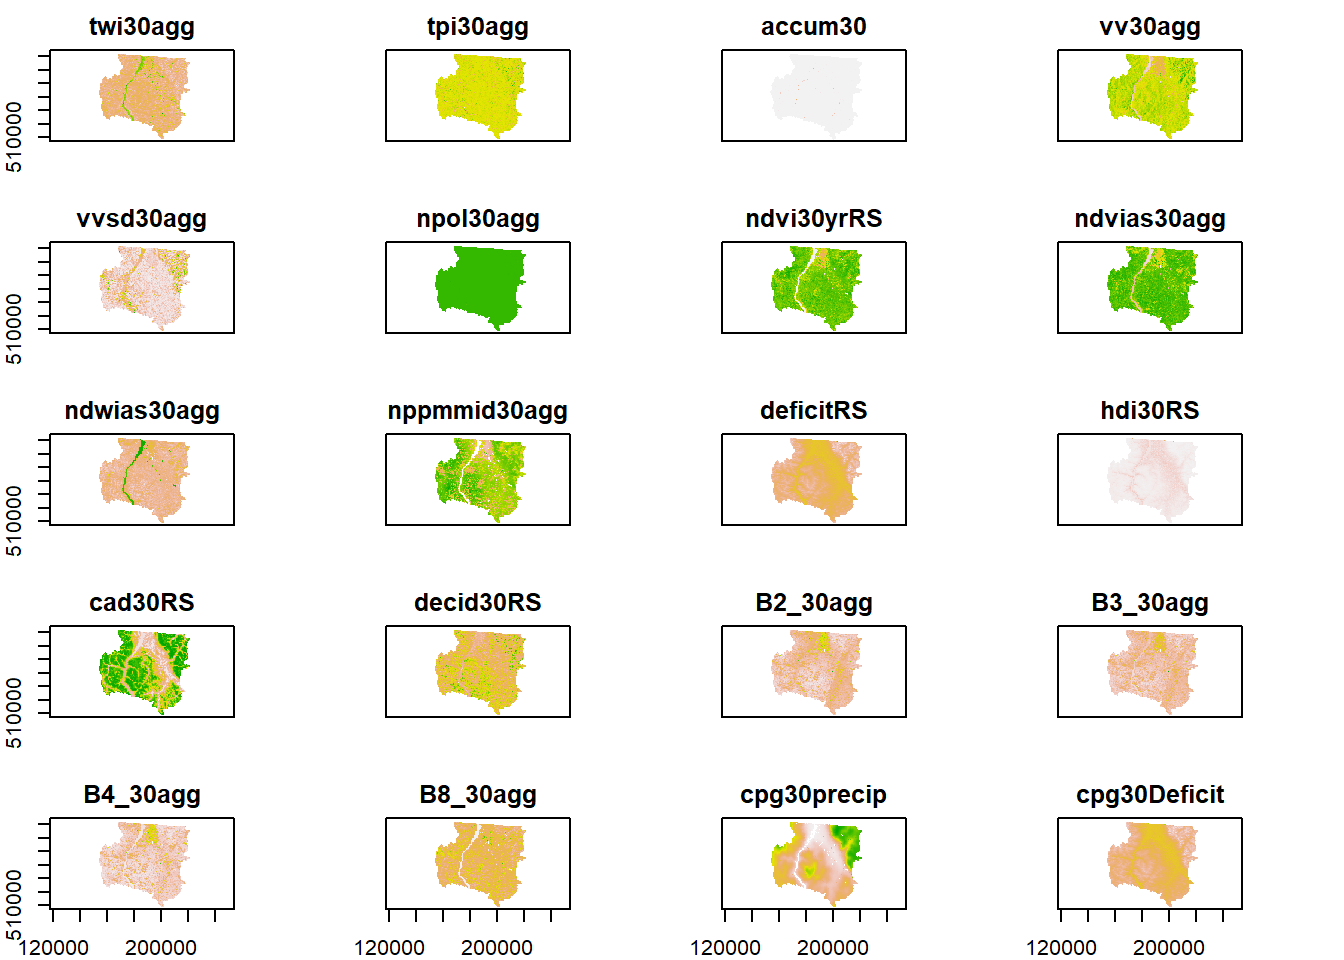 twi30agg tpi30agg accum30 vv30agg
510000
vvsd30agg npol30agg ndvi30yrRS ndvias30agg
510000
ndwias30agg nppmmid30agg deficitRS hdi30RS
510000
cad30RS decid30RS B2_30agg B3_30agg
510000
B4_30agg B8_30agg cpg30precip cpg30Deficit
510000
120000 200000 120000 200000 120000 200000 120000 200000